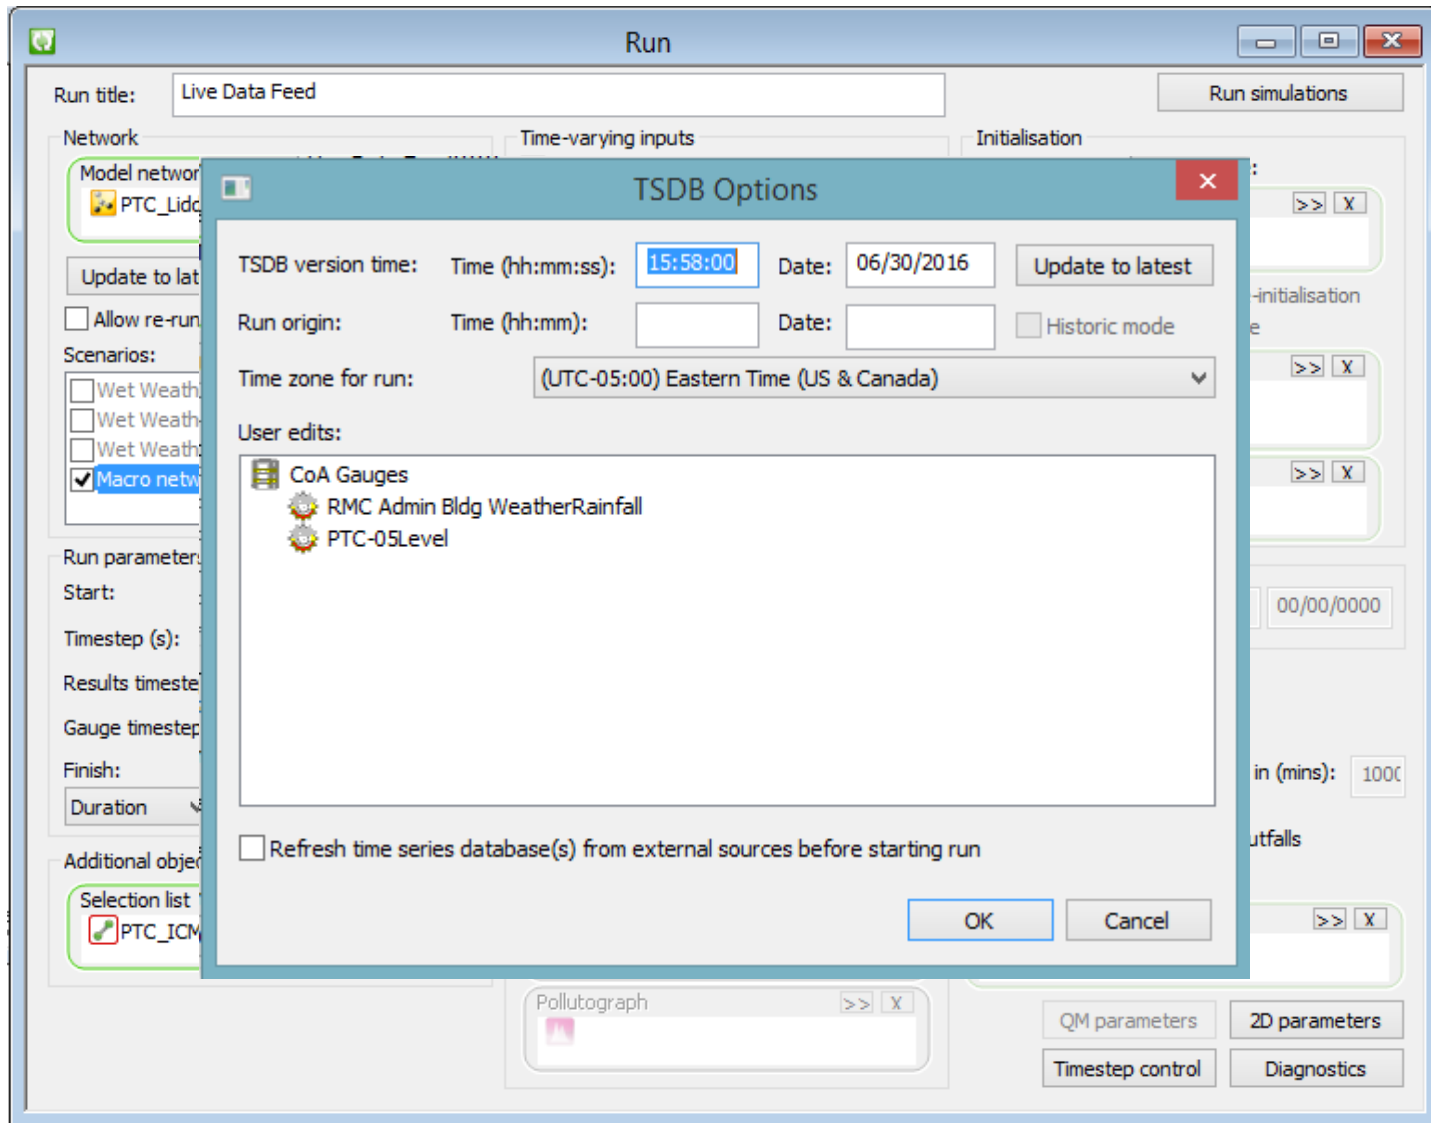 Run
Run title: Live Data Feed Run simulations
Network Time-varying inputs Initialisation
TSDB Options
TSDB version time: Time (hh:mm:ss): 15:58:00 Date: 06/30/2016 Update to latest
Run origin: Time (hh:mm): Date: Historic mode
Time zone for run: (UTC-05:00) Eastern Time (US & Canada)
User edits:
CoA Gauges
RMC Admin Bldg WeatherRainfall
PTC-05Level
Refresh time series database(s) from external sources before starting run
OK Cancel
Model networ
PTC_Lid
Update to lat
Allow re-run
Scenarios:
Wet Weath
Wet Weath
Wet Weath
Macro netw
Run parameter
Start:
Timestep (s):
Results timeste
Gauge timestep
Finish:
Duration
Additional objec
Selection list
PTC_ICM
>> X
-initialisation
e
>> X
>> X
00/00/0000
in (mins): 1000
utfalls
>> X
Pollutograph >> X
QM parameters 2D parameters
Timestep control Diagnostics